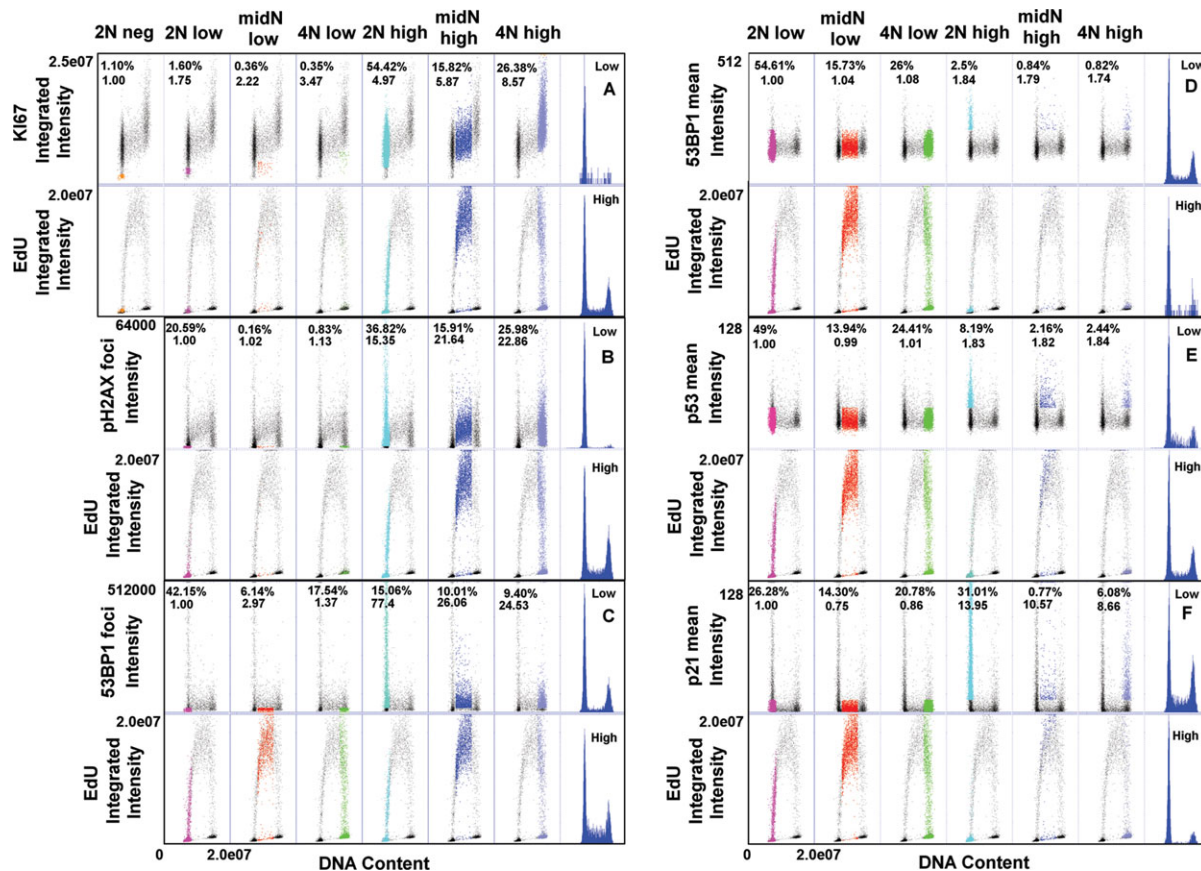 2N neg 2N low midN low 4N low 2N high midN high 4N high
2.5e07
KI67 Integrated Intensity
1.10% 1.60% 0.36% 0.35% 54.42% 15.82% 26.38% Low
1.00 1.75 2.22 3.47 4.97 5.87 8.57 A
2.0e07
EdU Integrated Intensity
High
64000
pH2AX foci Intensity
20.59% 0.16% 0.83% 36.82% 15.91% 25.98% Low
1.00 1.02 1.13 15.35 21.64 22.86 B
2.0e07
EdU Integrated Intensity
High
512000
53BP1 foci Intensity
42.15% 6.14% 17.54% 15.06% 10.01% 9.40% Low
1.00 2.97 1.37 77.4 26.06 24.53 C
2.0e07
EdU Integrated Intensity
High
0 2.0e07
DNA Content
2N low midN low 4N low 2N high midN high 4N high
512
53BP1 mean Intensity
54.61% 15.73% 26% 2.5% 0.84% 0.82% Low
1.00 1.04 1.08 1.84 1.79 1.74 D
2.0e07
EdU Integrated Intensity
High
128
p53 mean Intensity
49% 13.94% 24.41% 8.19% 2.16% 2.44% Low
1.00 0.99 1.01 1.83 1.82 1.84 E
2.0e07
EdU Integrated Intensity
High
128
p21 mean Intensity
26.28% 14.30% 20.78% 31.01% 0.77% 6.08% Low
1.00 0.75 0.86 13.95 10.57 8.66 F
2.0e07
EdU Integrated Intensity
High
0 2.0e07
DNA Content